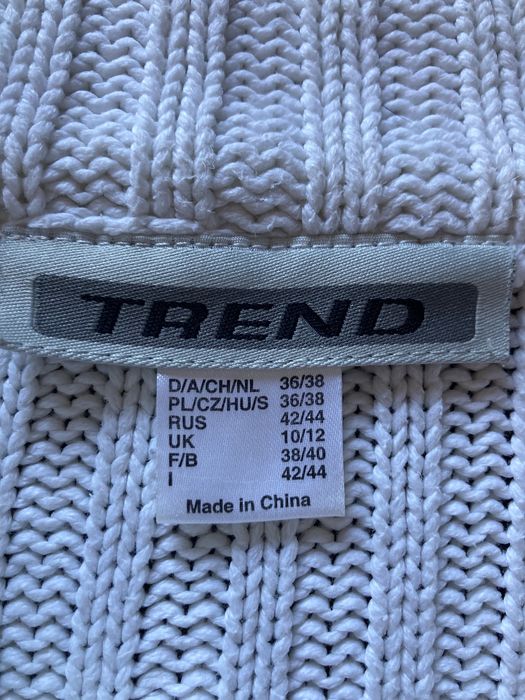 TREND
D/A/CH/NL 36/38
PL/CZ/HU/S 36/38
RUS 42/44
UK 10/12
F/B 38/40
I 42/44
Made in China